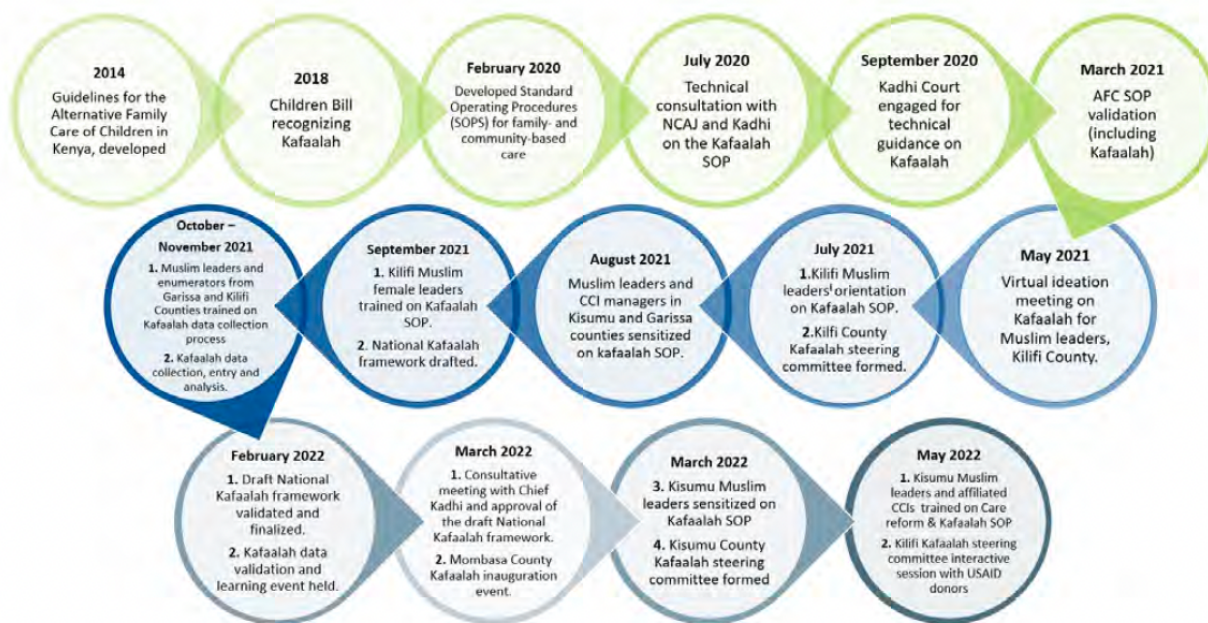 2014
Guidelines for the
Alternative Family
Care of Children in
Kenya, developed
2018
Children Bill
recognizing
Kafaalah
February 2020
Developed Standard
Operating Procedures
(SOPS) for family- and
community-based
care
July 2020
Technical
consultation with
NCAJ and Kadhi
on the Kafaalah
SOP
September 2020
Kadhi Court
engaged for
technical
guidance on
Kafaalah
March 2021
AFC SOP
validation
(including
Kafaalah)
May 2021
Virtual ideation
meeting on
Kafaalah for
Muslim leaders,
Kilifi County.
July 2021
1.Kilifi Muslim
leaders' orientation
on Kafaalah SOP.
2.Kilfi County
Kafaalah steering
committee formed.
August 2021
Muslim leaders and
CCI managers in
Kisumu and Garissa
counties sensitized
on kafaalah SOP.
September 2021
1. Kilifi Muslim
female leaders
trained on Kafaalah
SOP.
2. National Kafaalah
framework drafted.
October –
November 2021
1. Muslim leaders and
enumerators from
Garissa and Kilifi
Counties trained on
Kafaalah data collection
process
2. Kafaalah data
collection, entry and
analysis.
February 2022
1. Draft National
Kafaalah framework
validated and
finalized.
2. Kafaalah data
validation and
learning event held.
March 2022
1. Consultative
meeting with Chief
Kadhi and approval of
the draft National
Kafaalah framework.
2. Mombasa County
Kafaalah inauguration
event.
March 2022
3. Kisumu Muslim
leaders sensitized on
Kafaalah SOP
4. Kisumu County
Kafaalah steering
committee formed
May 2022
1. Kisumu Muslim
leaders and affiliated
CCIs trained on Care
reform & Kafaalah SOP
2. Kilifi Kafaalah steering
committee interactive
session with USAID
donors